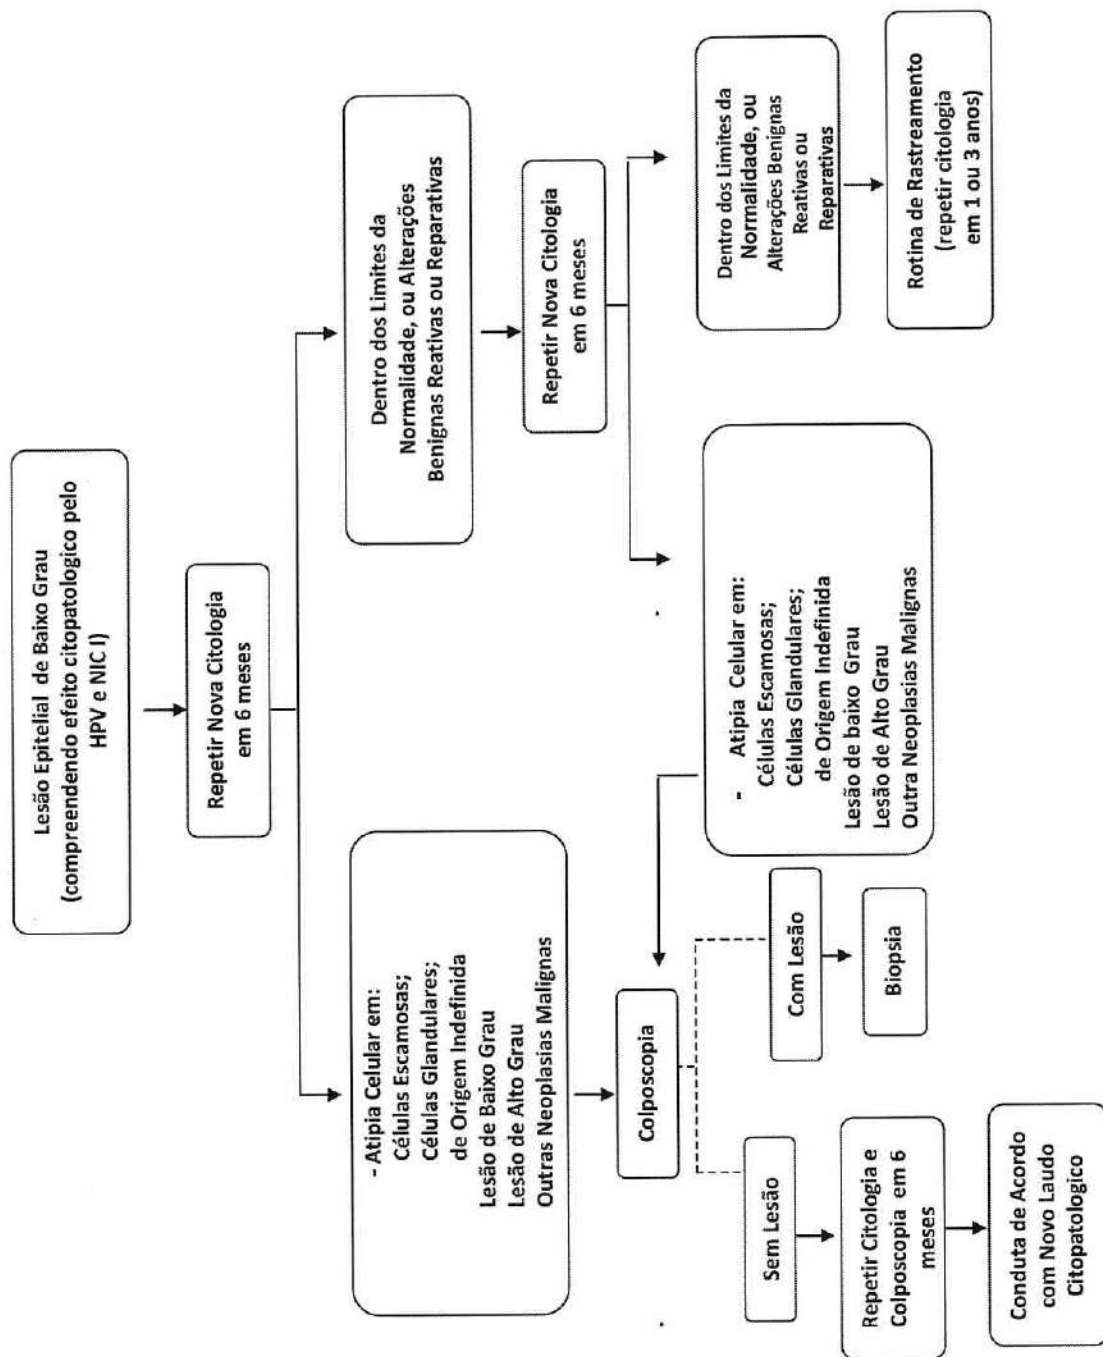 Lesão Epitelial de Baixo Grau
(compreendendo efeito citopatologico pelo
HPV e NIC I)
Repetir Nova Citologia
em 6 meses
- Atipia Celular em:
Células Escamosas;
Células Glandulares;
de Origem Indefinida
Lesão de Baixo Grau
Lesão de Alto Grau
Outras Neoplasias Malignas
Dentro dos Limites da
Normalidade, ou Alterações
Benignas Reativas ou Reparativas
Repetir Nova Citologia
em 6 meses
Colposcopia
- Atipia Celular em:
Células Escamosas;
Células Glandulares;
de Origem Indefinida
Lesão de baixo Grau
Lesão de Alto Grau
Outra Neoplasias Malignas
Dentro dos Limites da
Normalidade, ou
Alterações Benignas
Reativas ou
Reparativas
Sem Lesão
Com Lesão
Repetir Citologia e
Colposcopia em 6
meses
Biopsia
Rotina de Rastreamento
(repetir citologia
em 1 ou 3 anos)
Conduta de Acordo
com Novo Laudo
Citopatologico